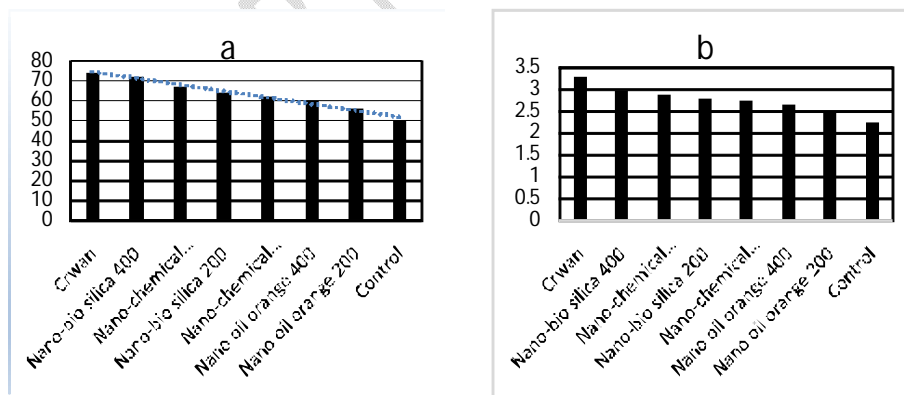 a
80
70
60
50
40
30
20
10
0
Crwan
Nano-bio silica 400
Nano-chemical...
Nano-bio silica 200
Nano-chemical...
Nano oil orange 400
Nano oil orange 200
Control
b
3.5
3
2.5
2
1.5
1
0.5
0
Crwan
Nano-bio silica 400
Nano-chemical...
Nano-bio silica 200
Nano-chemical...
Nano oil orange 400
Nano oil orange 200
Control